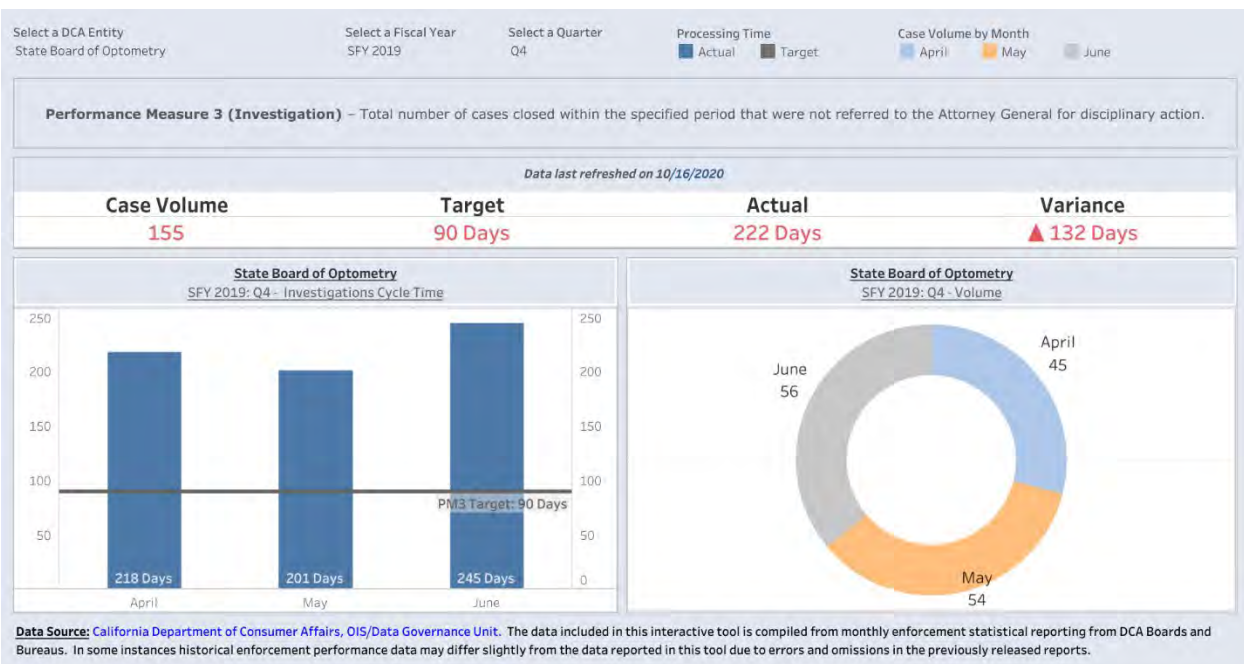 Select a DCA Entity
State Board of Optometry
Select a Fiscal Year
SFY 2019
Select a Quarter
Q4
Processing Time
Actual Target
Case Volume by Month
April May June
Performance Measure 3 (Investigation) – Total number of cases closed within the specified period that were not referred to the Attorney General for disciplinary action.
Data last refreshed on 10/16/2020
Case Volume Target Actual Variance
155 90 Days 222 Days ▲ 132 Days
State Board of Optometry
SFY 2019: Q4 - Investigations Cycle Time
250 250
200 200
150 150
100 100
PM3 Target: 90 Days
50 50
218 Days 201 Days 245 Days 0
April May June
State Board of Optometry
SFY 2019: Q4 - Volume
April
45
June
56
May
54
Data Source: California Department of Consumer Affairs, OIS/Data Governance Unit. The data included in this interactive tool is compiled from monthly enforcement statistical reporting from DCA Boards and
Bureaus. In some instances historical enforcement performance data may differ slightly from the data reported in this tool due to errors and omissions in the previously released reports.